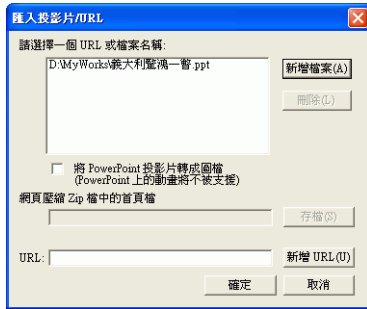 匯入投影片/URL
請選擇一個 URL 或檔案名稱:
D:\MyWorks\義大利驚鴻一瞥.ppt
新增檔案(A)
刪除(L)
將 PowerPoint 投影片轉成圖檔
(PowerPoint 上的動畫將不被支援)
網頁壓縮 Zip 檔中的首頁檔
存檔(S)
URL:
新增 URL(U)
確定
取消